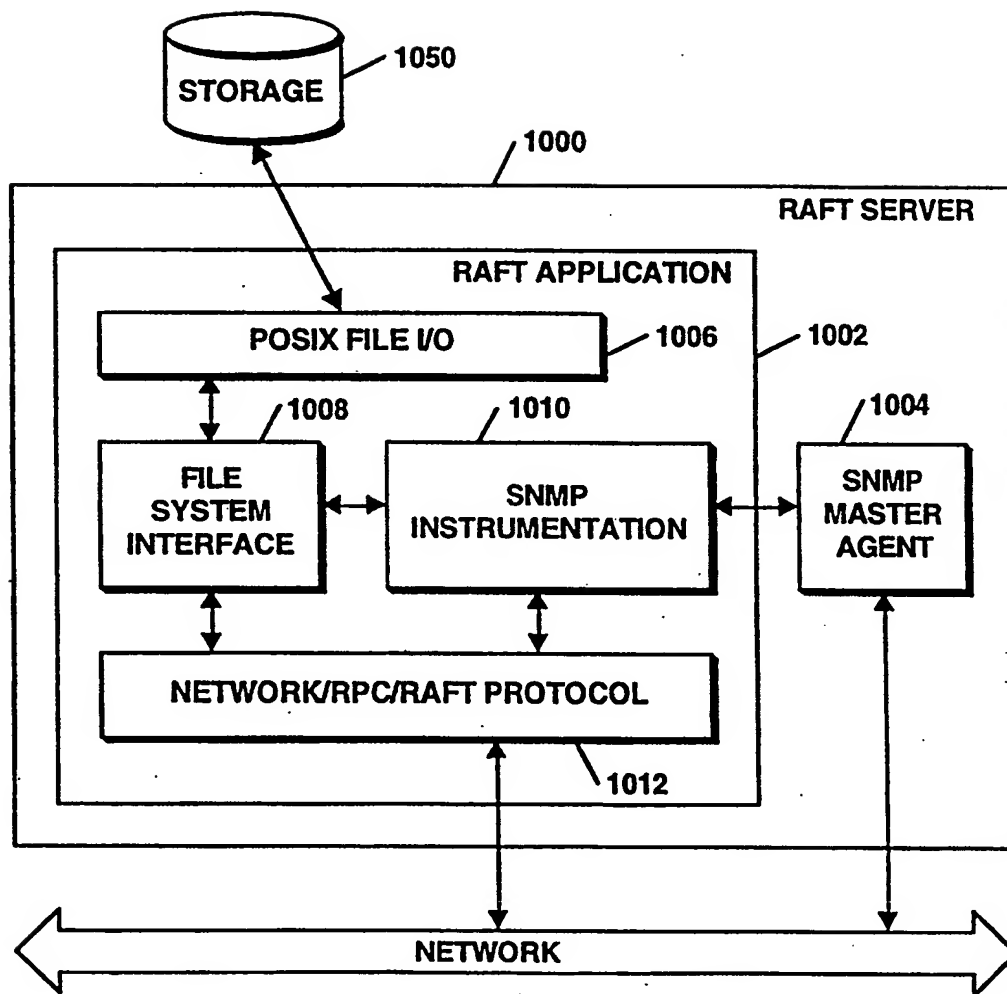 STORAGE
1050
1000
RAFT SERVER
RAFT APPLICATION
POSIX FILE I/O
1006
1002
1008
1010
1004
FILE
SYSTEM
INTERFACE
SNMP
INSTRUMENTATION
SNMP
MASTER
AGENT
NETWORK/RPC/RAFT PROTOCOL
1012
NETWORK